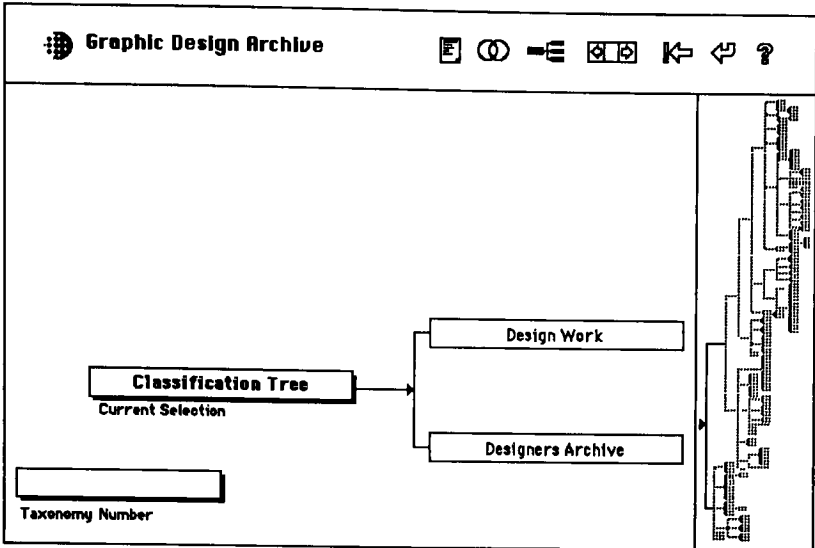 Graphic Design Archive
?
Design Work
Classification Tree
Current Selection
Designers Archive
Taxonomy Number